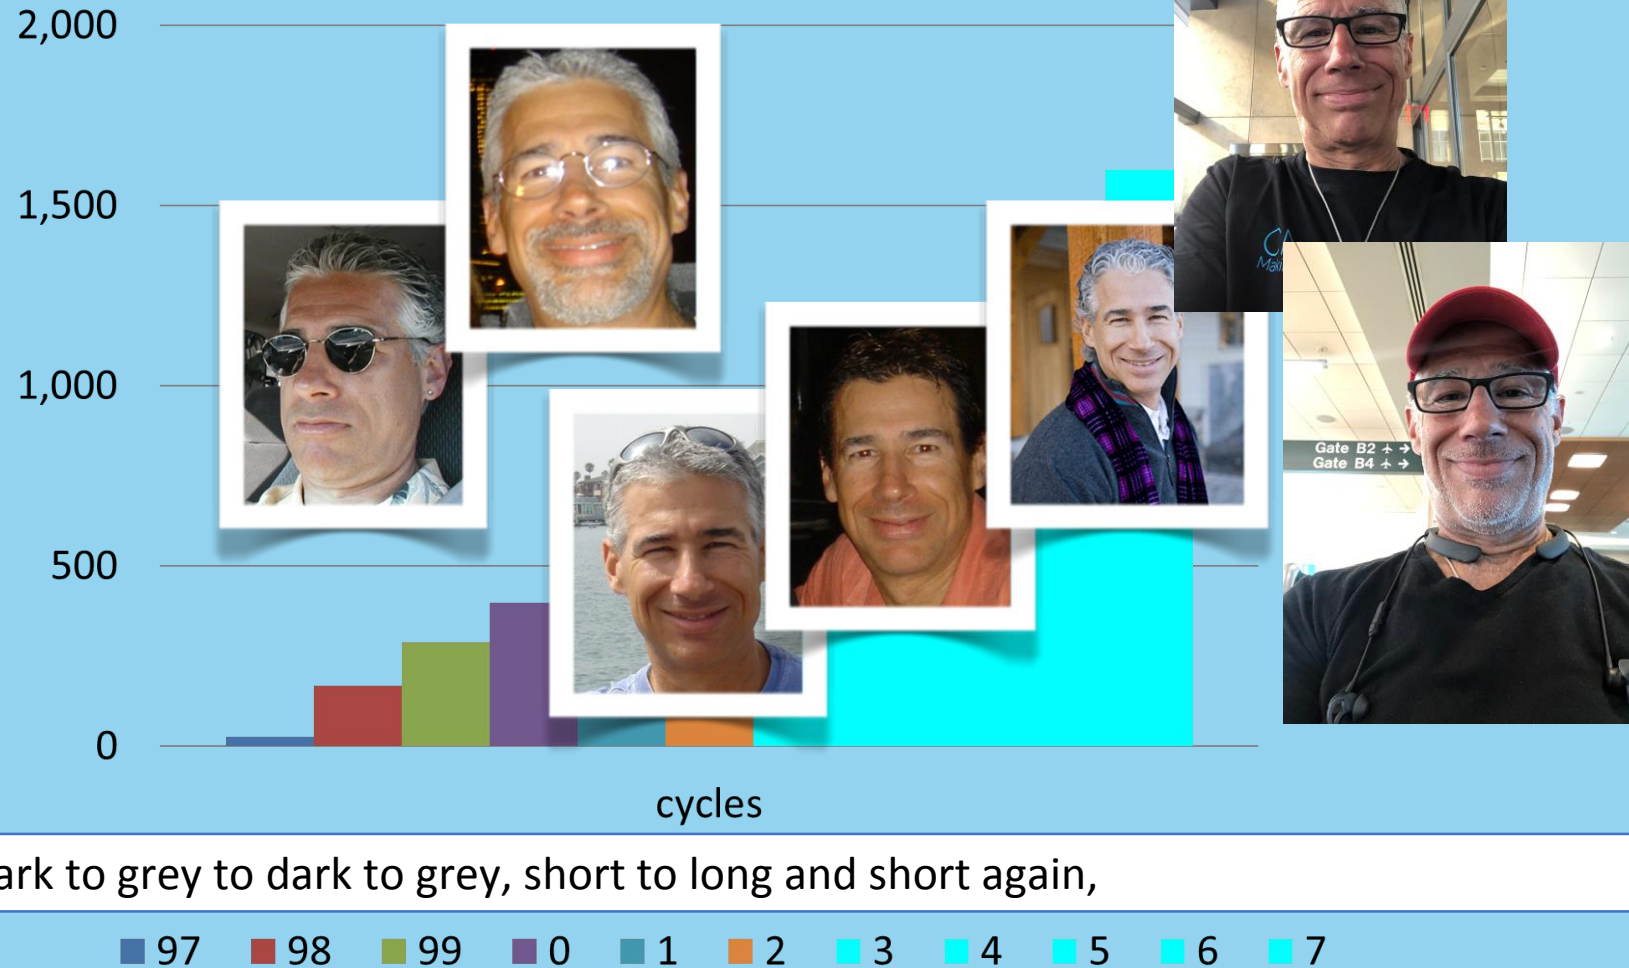 2,000
1,500
1,000
500
0
Gate B2 →
Gate B4 →
cycles
ark to grey to dark to grey, short to long and short again,
97 98 99 0 1 2 3 4 5 6 7